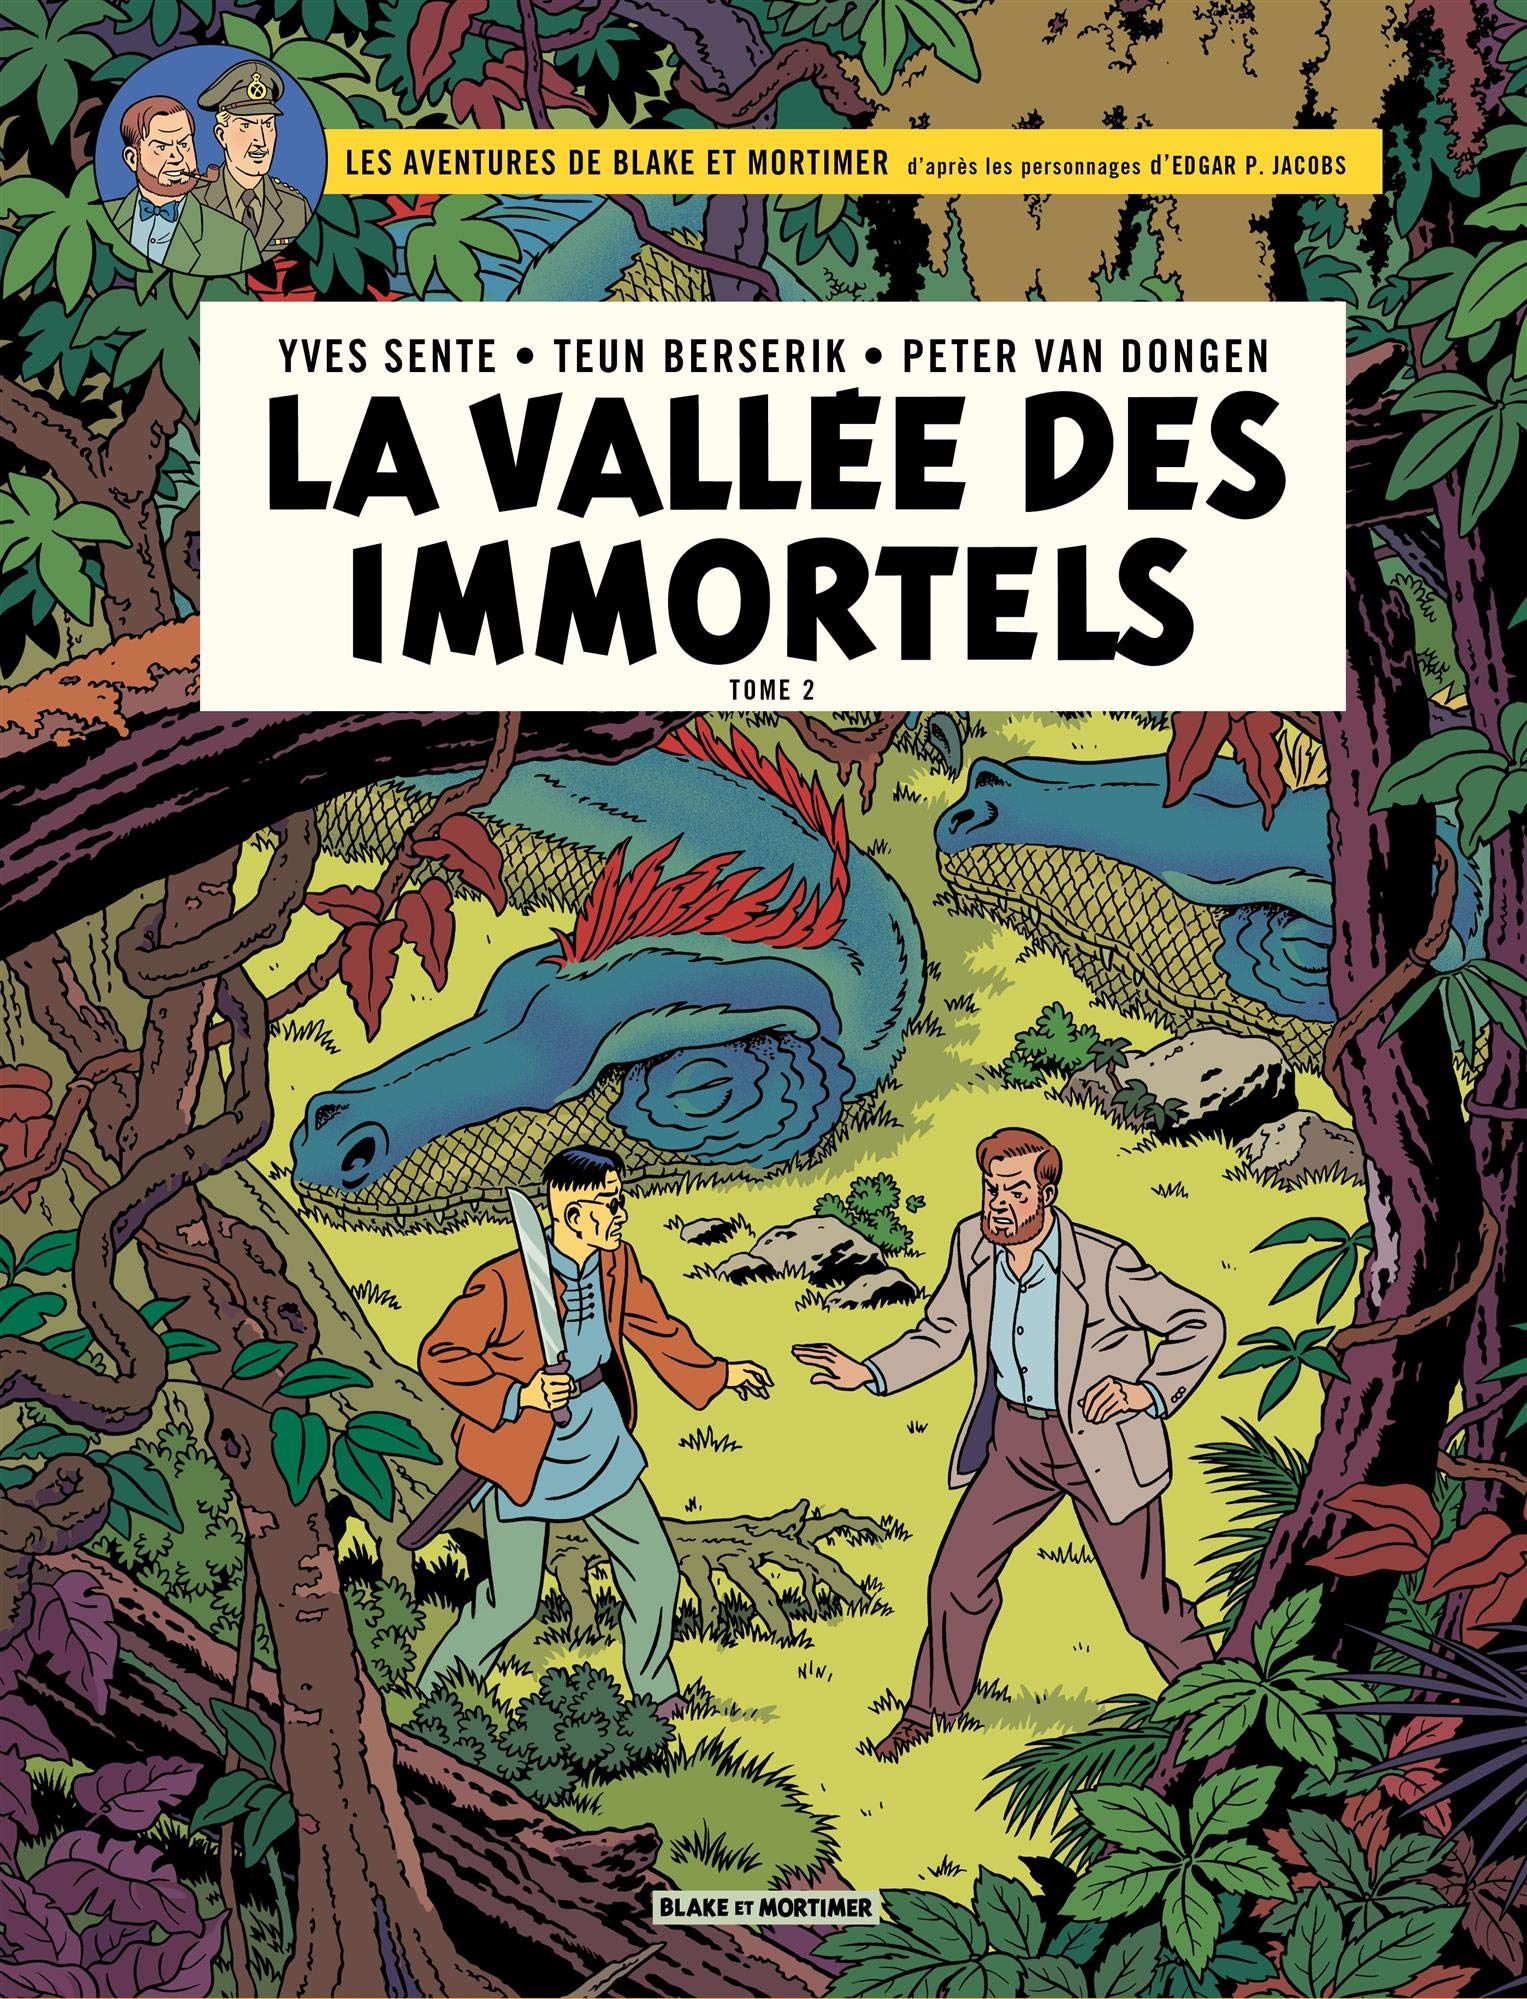 LES AVENTURES DE BLAKE ET MORTIMER d'après les personnages d'EDGAR P. JACOBS
YVES SENTE • TEUN BERSERIK • PETER VAN DONGEN
LA VALLÉE DES
IMMORTELS
TOME 2
BLAKE ET MORTIMER